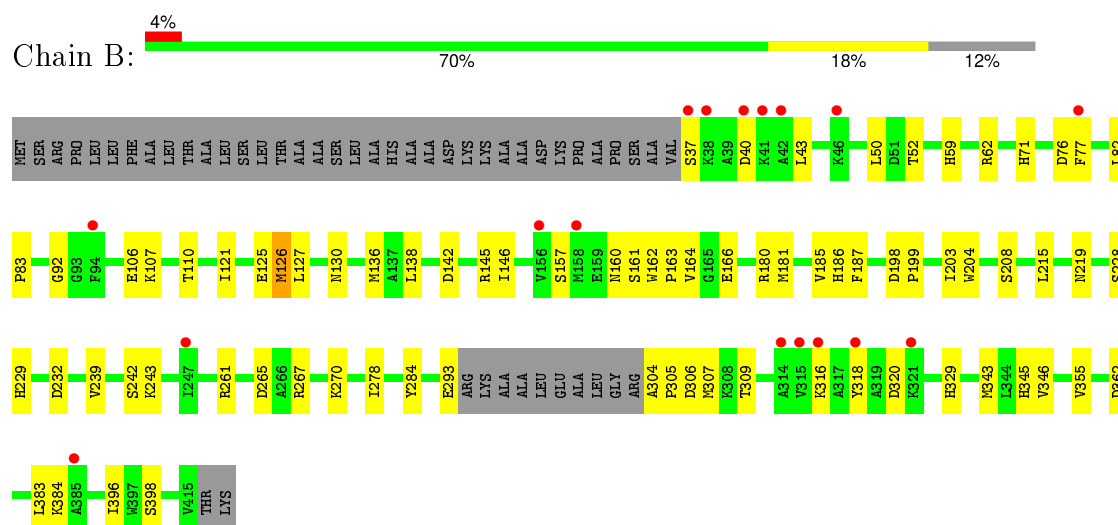 4%
Chain B:
70% 18% 12%
MET SER ARG PRO LEU LEU PHE ALA LEU THR ALA LEU SER LEU THR ALA ALA SER LEU ALA HIS ALA ALA ASP LYS LYS ALA ALA ASP LYS PRO ALA PRO SER ALA VAL S37 K38 A39 D40 K41 A42 L43 K46 L50 D51 T52 H59 R62 H71 D76 F77 L82
P83 G92 G93 F94 E106 K107 T110 I121 E125 M126 L127 N130 M136 A137 L138 D142 R145 I146 V156 S157 M158 E159 N160 S161 W162 P163 V164 G165 E166 R180 M181 V185 H186 F187 D198 P199 I203 W204 S208 L215 N219 S228
H229 D232 V239 S242 K243 I247 R261 D265 A266 R267 K270 I278 Y284 E293 ARG LYS ALA ALA LEU GLU ALA LEU GLY ARG A304 P305 D306 M307 K308 T309 A314 V315 K316 A317 Y318 A319 D320 K321 H329 M343 L344 H345 V346 V355
L383 K384 A385 I396 W397 S398 V415 THR LYS